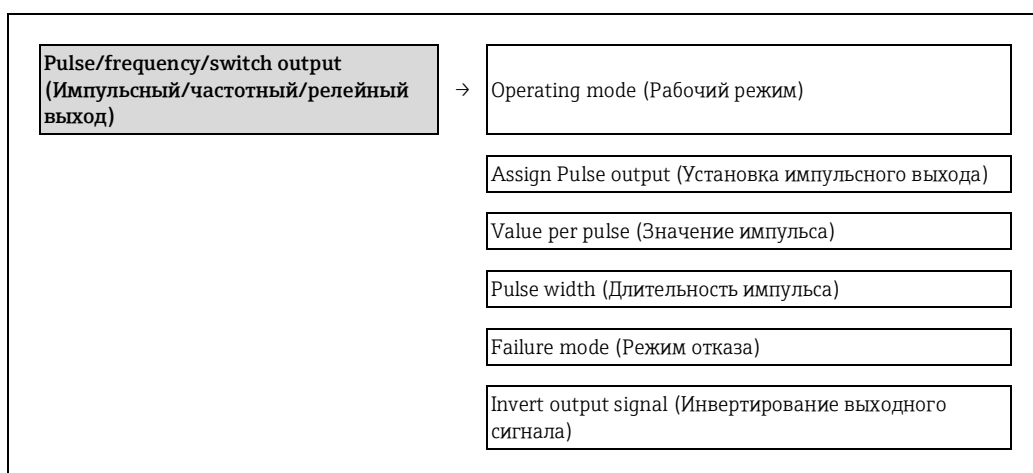 Pulse/frequency/switch output
(Импульсный/частотный/релейный
выход)
→
Operating mode (Рабочий режим)
Assign Pulse output (Установка импульсного выхода)
Value per pulse (Значение импульса)
Pulse width (Длительность импульса)
Failure mode (Режим отказа)
Invert output signal (Инвертирование выходного
сигнала)